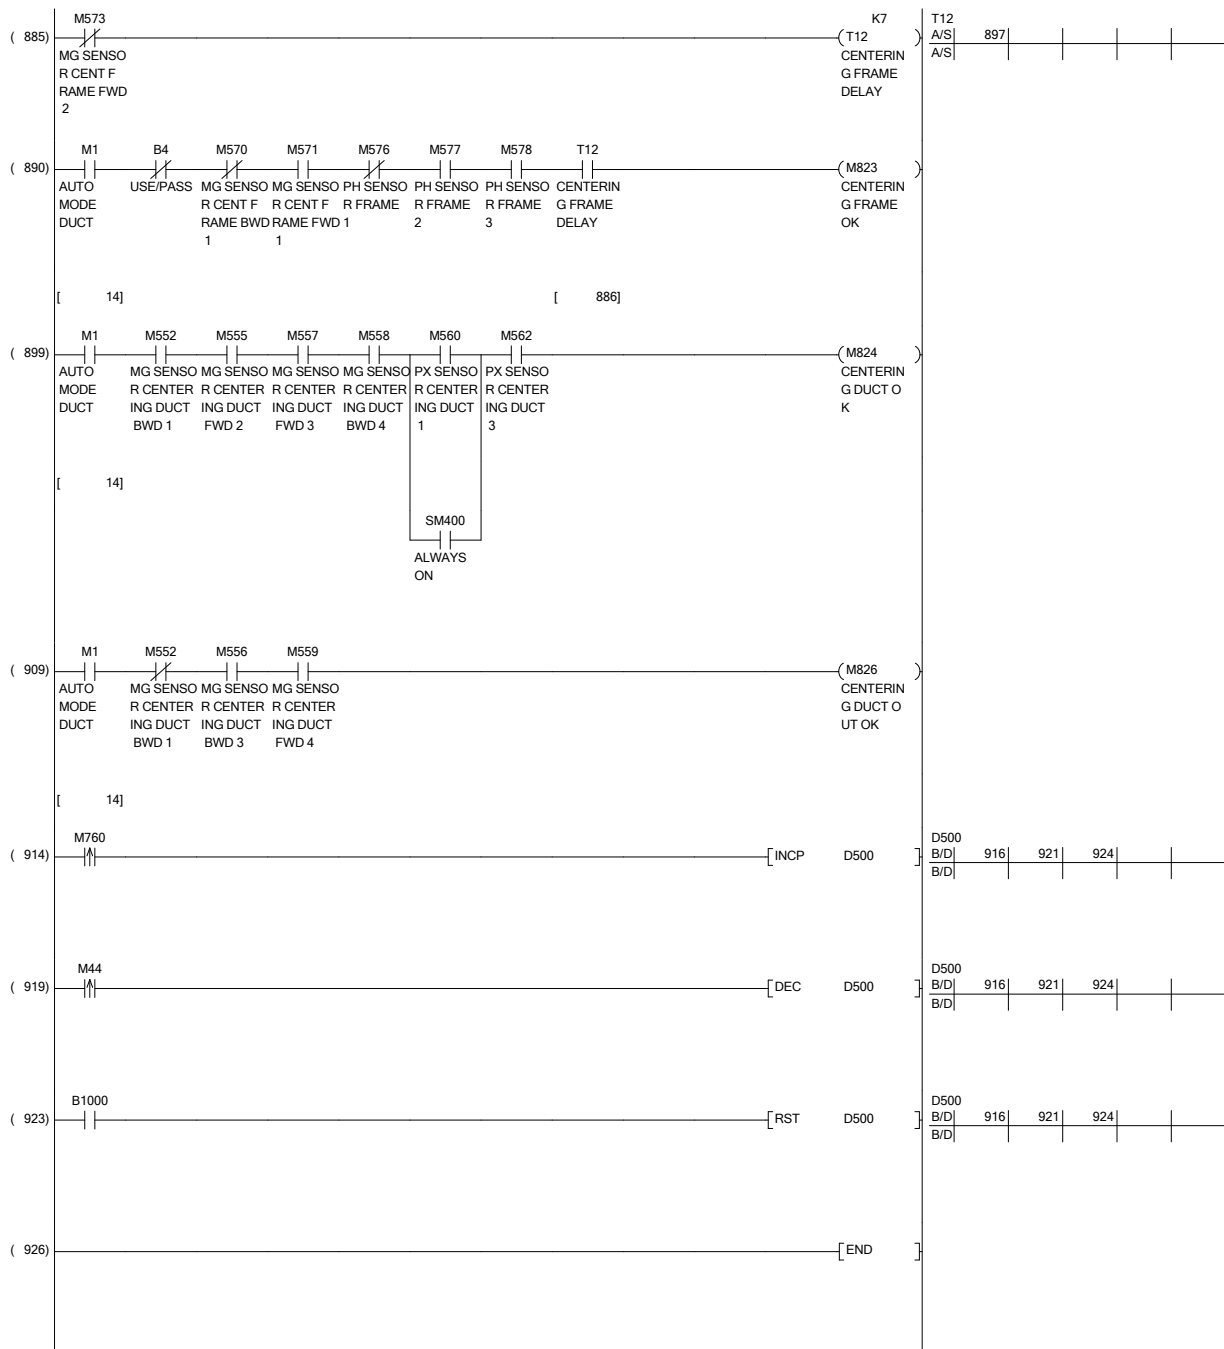 M573 K7 T12
( 885) (T12 ) A/S 897
MG SENSO CENTERIN A/S
R CENT F G FRAME
RAME FWD DELAY
2
M1 B4 M570 M571 M576 M577 M578 T12
( 890) (M823 )
AUTO USE/PASS MG SENSO MG SENSO PH SENSO PH SENSO PH SENSO CENTERIN CENTERIN
MODE R CENT F R CENT F R FRAME R FRAME R FRAME G FRAME G FRAME
DUCT RAME BWD RAME FWD 1 2 3 DELAY OK
1 1
[ 14] [ 886]
M1 M552 M555 M557 M558 M560 M562
( 899) (M824 )
AUTO MG SENSO MG SENSO MG SENSO MG SENSO PX SENSO PX SENSO CENTERIN
MODE R CENTER R CENTER R CENTER R CENTER R CENTER R CENTER G DUCT O
DUCT ING DUCT ING DUCT ING DUCT ING DUCT ING DUCT ING DUCT K
BWD 1 FWD 2 FWD 3 BWD 4 1 3
[ 14]
SM400
ALWAYS
ON
M1 M552 M556 M559
( 909) (M826 )
AUTO MG SENSO MG SENSO MG SENSO CENTERIN
MODE R CENTER R CENTER R CENTER G DUCT O
DUCT ING DUCT ING DUCT ING DUCT UT OK
BWD 1 BWD 3 FWD 4
[ 14]
M760 D500
( 914) [INCP D500 ] B/D 916 921 924
B/D
M44 D500
( 919) [DEC D500 ] B/D 916 921 924
B/D
B1000 D500
( 923) [RST D500 ] B/D 916 921 924
B/D
( 926) [END ]